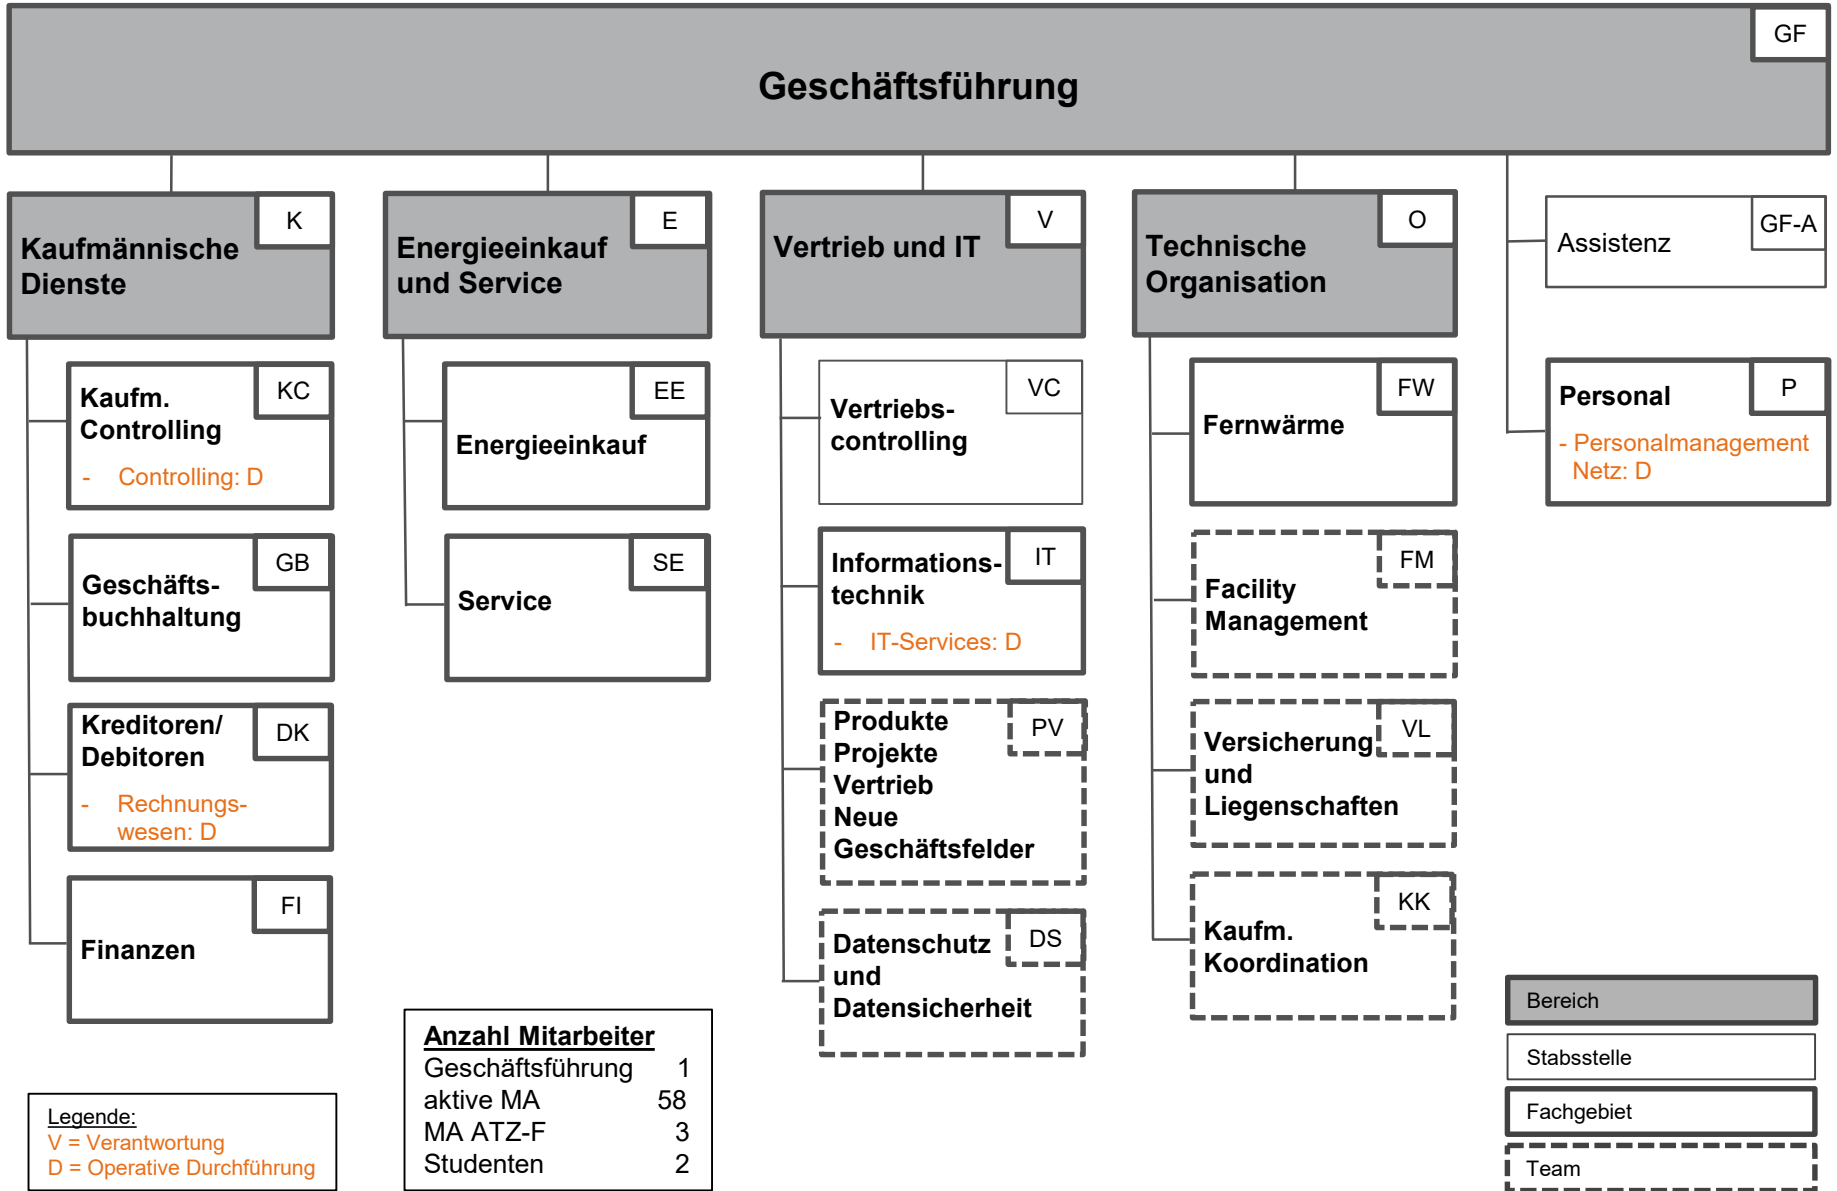 GF
Geschäftsführung
K
Kaufmännische
Dienste
KC
Kaufm.
Controlling
- Controlling: D
GB
Geschäfts-
buchhaltung
DK
Kreditoren/
Debitoren
- Rechnungs-
wesen: D
FI
Finanzen
E
Energieeinkauf
und Service
EE
Energieeinkauf
SE
Service
V
Vertrieb und IT
VC
Vertriebs-
controlling
IT
Informations-
technik
- IT-Services: D
PV
Produkte
Projekte
Vertrieb
Neue
Geschäftsfelder
DS
Datenschutz
und
Datensicherheit
O
Technische
Organisation
FW
Fernwärme
FM
Facility
Management
VL
Versicherung
und
Liegenschaften
KK
Kaufm.
Koordination
GF-A
Assistenz
P
Personal
- Personalmanagement
Netz: D
Legende:
V = Verantwortung
D = Operative Durchführung
Anzahl Mitarbeiter
Geschäftsführung 1
aktive MA 58
MA ATZ-F 3
Studenten 2
Bereich
Stabsstelle
Fachgebiet
Team